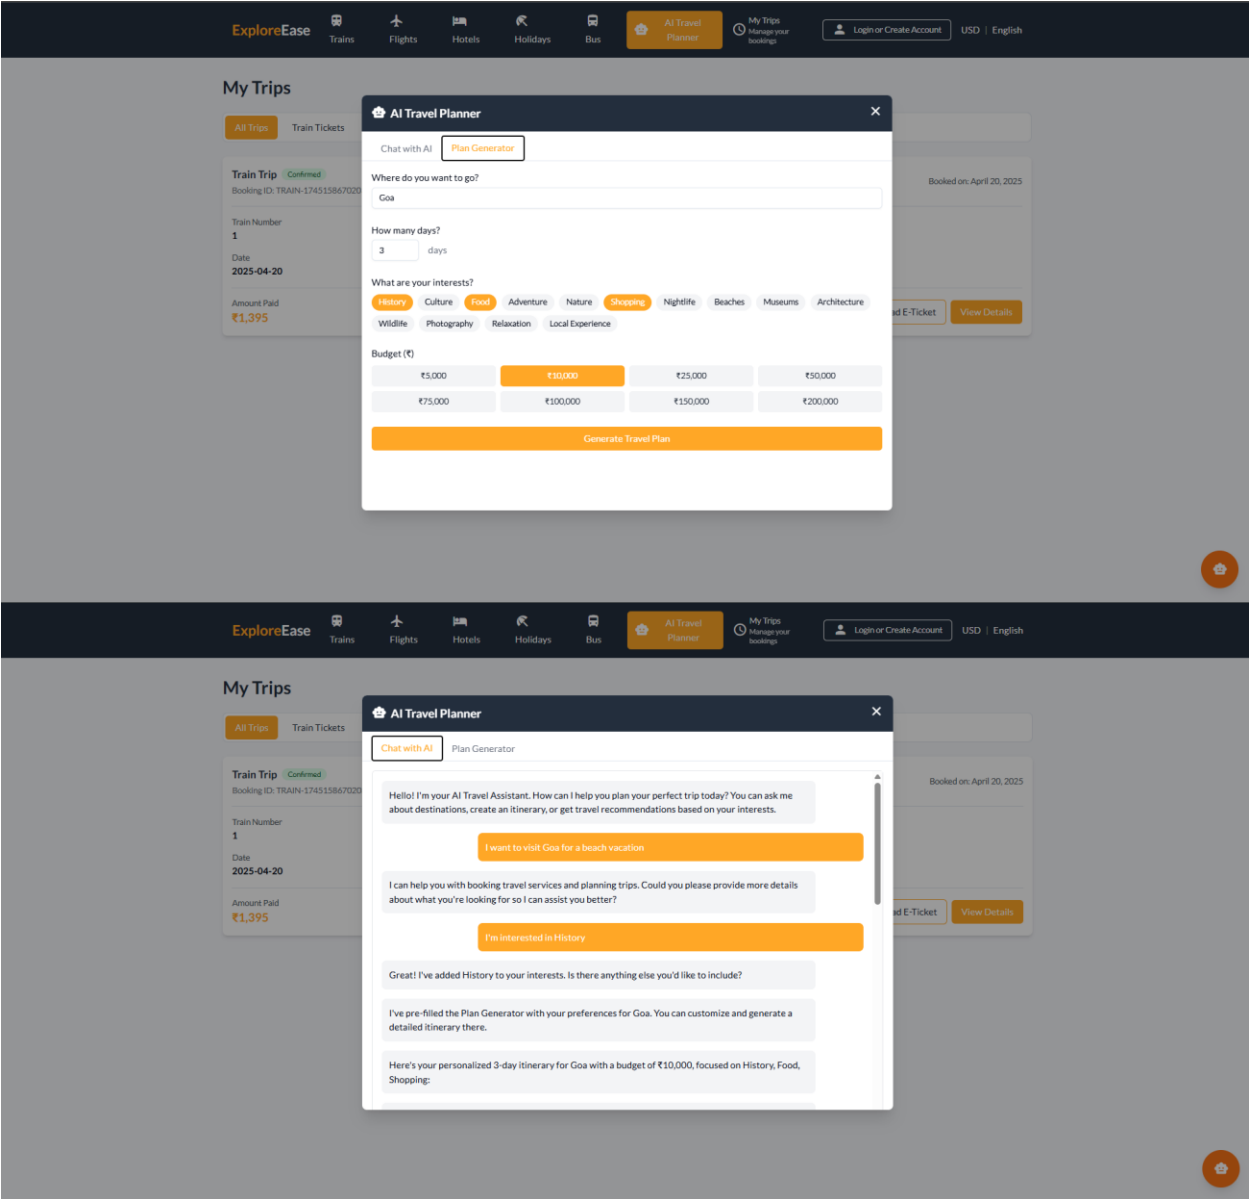 ExploreEase
Trains
Flights
Hotels
Holidays
Bus
AI Travel
Planner
My Trips
Manage your
bookings
Login or Create Account
USD | English
My Trips
All Trips
Train Tickets
Train Trip Confirmed
Booking ID: TRAIN-174515867020
Booked on: April 20, 2025
Train Number
1
Date
2025-04-20
Amount Paid
₹1,395
ad E-Ticket
View Details
AI Travel Planner
Chat with AI
Plan Generator
Where do you want to go?
Goa
How many days?
3 days
What are your interests?
History Culture Food Adventure Nature Shopping Nightlife Beaches Museums Architecture
Wildlife Photography Relaxation Local Experience
Budget (₹)
₹5,000 ₹10,000 ₹25,000 ₹50,000
₹75,000 ₹100,000 ₹150,000 ₹200,000
Generate Travel Plan
ExploreEase
Trains
Flights
Hotels
Holidays
Bus
AI Travel
Planner
My Trips
Manage your
bookings
Login or Create Account
USD | English
My Trips
All Trips
Train Tickets
Train Trip Confirmed
Booking ID: TRAIN-174515867020
Booked on: April 20, 2025
Train Number
1
Date
2025-04-20
Amount Paid
₹1,395
ad E-Ticket
View Details
AI Travel Planner
Chat with AI
Plan Generator
Hello! I'm your AI Travel Assistant. How can I help you plan your perfect trip today? You can ask me
about destinations, create an itinerary, or get travel recommendations based on your interests.
I want to visit Goa for a beach vacation
I can help you with booking travel services and planning trips. Could you please provide more details
about what you're looking for so I can assist you better?
I'm interested in History
Great! I've added History to your interests. Is there anything else you'd like to include?
I've pre-filled the Plan Generator with your preferences for Goa. You can customize and generate a
detailed itinerary there.
Here's your personalized 3-day itinerary for Goa with a budget of ₹10,000, focused on History, Food,
Shopping: